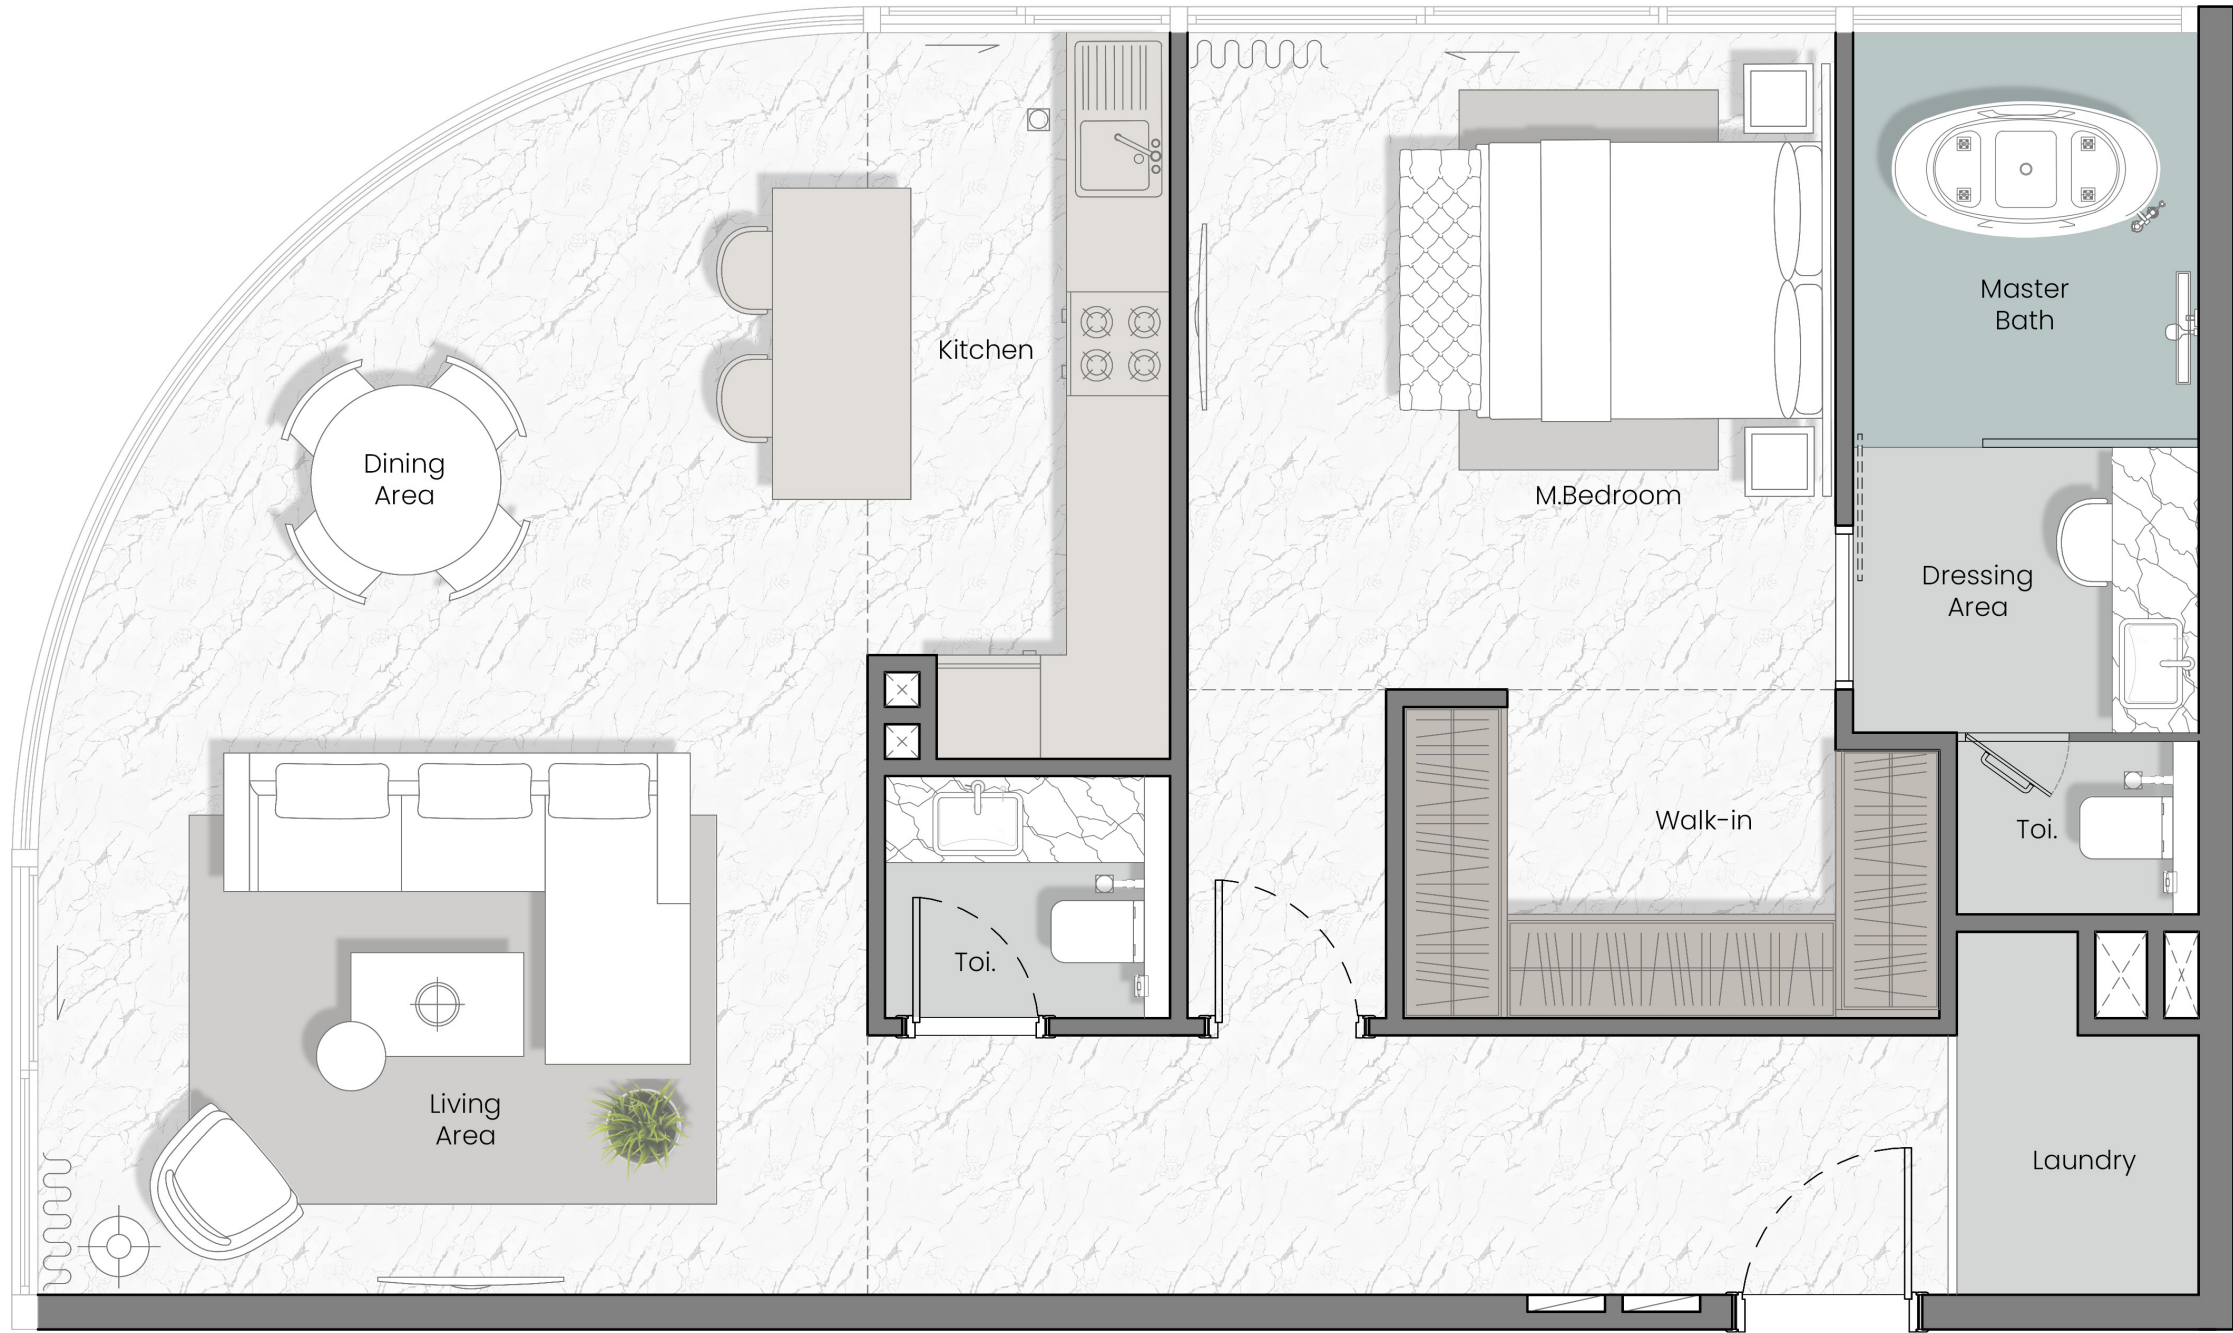 Kitchen
Dining
Area
M.Bedroom
Master
Bath
Dressing
Area
Walk-in
Toi.
Toi.
Living
Area
Laundry